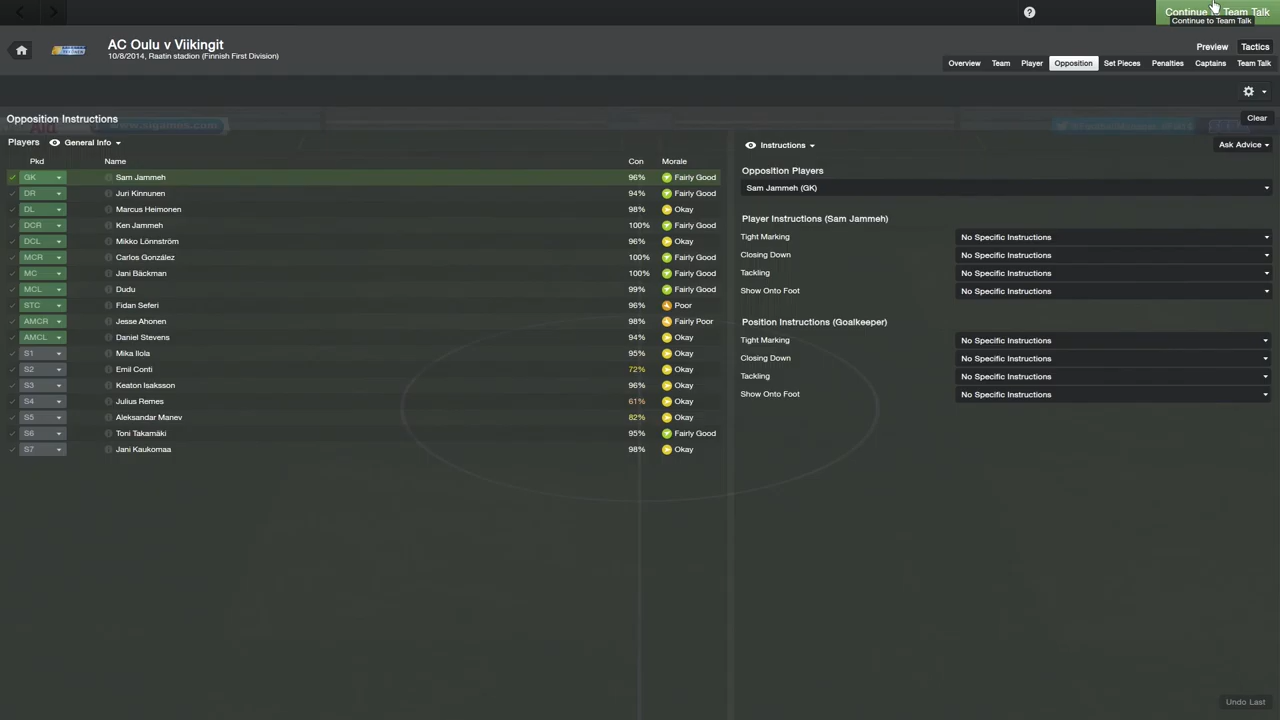 Continue to Team Talk
Continue to Team Talk
AC Oulu v Viikingit
10/8/2014, Raatin stadion (Finnish First Division)
Preview Tactics
Overview Team Player Opposition Set Pieces Penalties Captains Team Talk
Opposition Instructions
Clear
Players General Info
Instructions
Ask Advice
Pkd Name Con Morale
GK Sam Jammeh 96% Fairly Good
DR Juri Kinnunen 94% Fairly Good
DL Marcus Heimonen 98% Okay
DCR Ken Jammeh 100% Fairly Good
DCL Mikko Lönnström 96% Okay
MCR Carlos González 100% Fairly Good
MC Jani Bäckman 100% Fairly Good
MCL Dudu 99% Fairly Good
STC Fidan Seferi 96% Poor
AMCR Jesse Ahonen 98% Fairly Poor
AMCL Daniel Stevens 94% Okay
S1 Mika Ilola 95% Okay
S2 Emil Conti 72% Okay
S3 Keaton Isaksson 96% Okay
S4 Julius Remes 61% Okay
S5 Aleksandar Manev 82% Okay
S6 Toni Takamäki 95% Fairly Good
S7 Jani Kaukomaa 98% Okay
Opposition Players
Sam Jammeh (GK)
Player Instructions (Sam Jammeh)
Tight Marking No Specific Instructions
Closing Down No Specific Instructions
Tackling No Specific Instructions
Show Onto Foot No Specific Instructions
Position Instructions (Goalkeeper)
Tight Marking No Specific Instructions
Closing Down No Specific Instructions
Tackling No Specific Instructions
Show Onto Foot No Specific Instructions
Undo Last